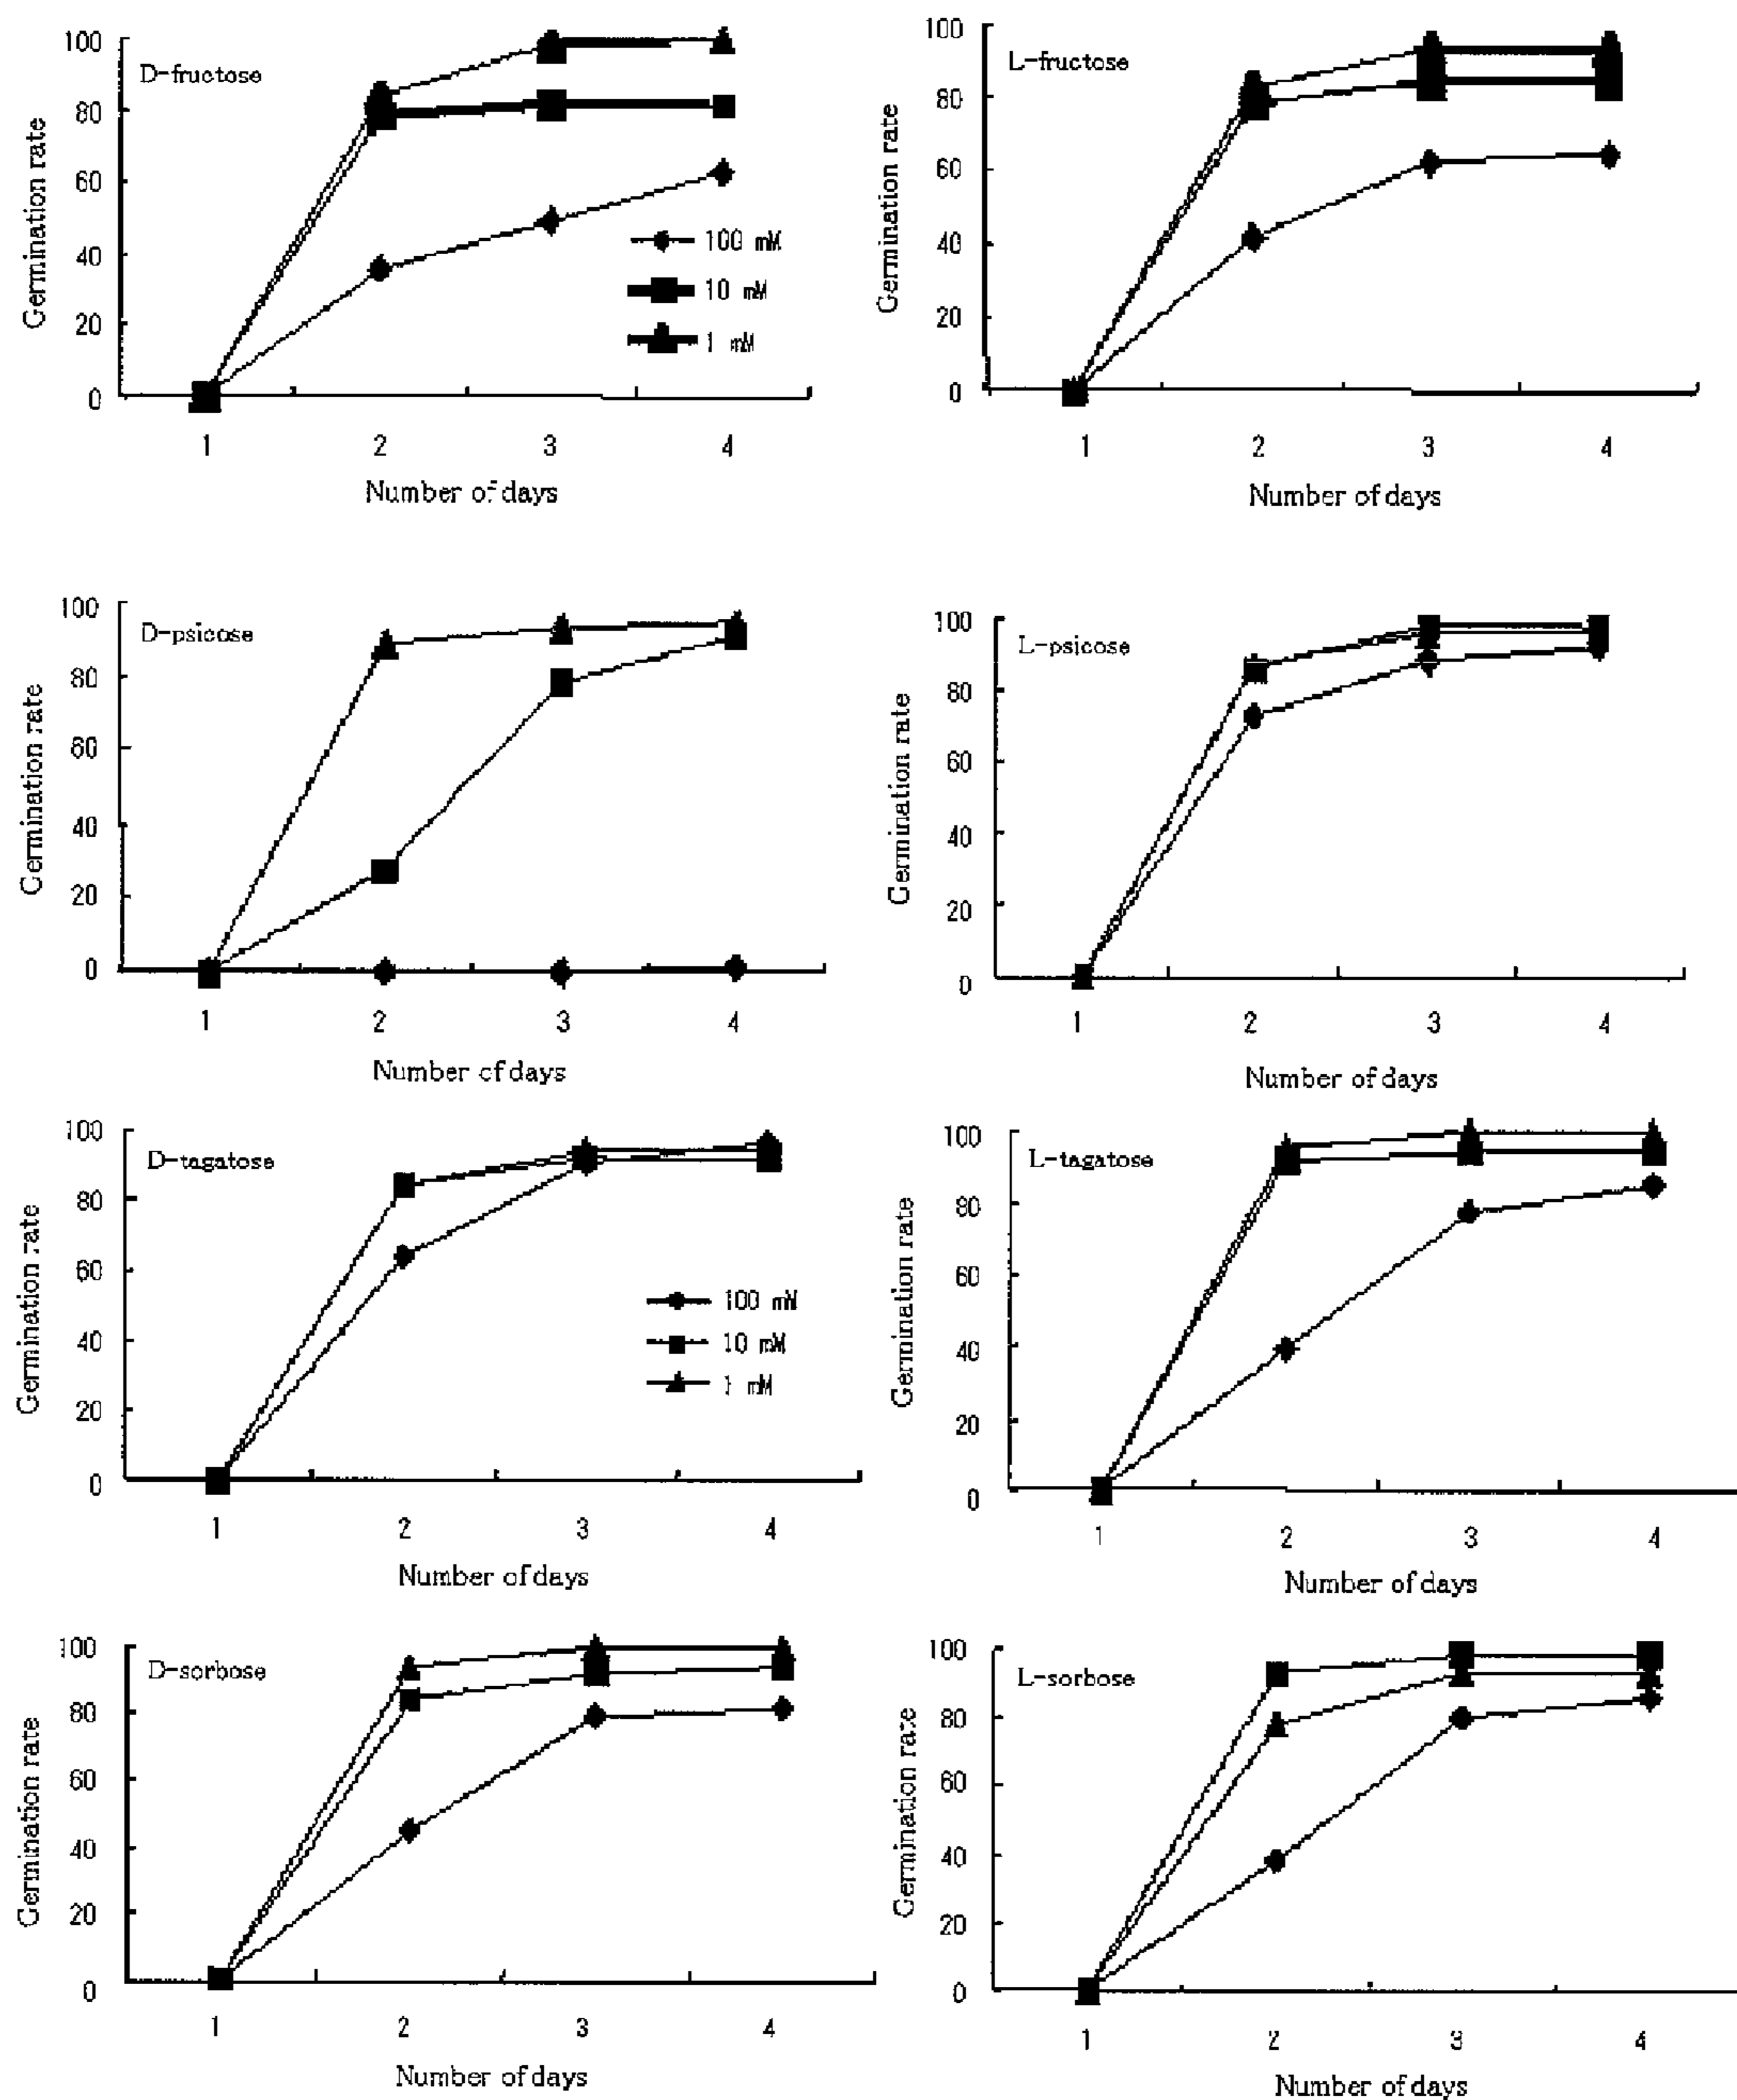 D-fructose
Germination rate
100
80
60
40
20
0
100 mM
10 mM
1 mM
1 2 3 4
Number of days
L-fructose
Germination rate
100
80
60
40
20
0
1 2 3 4
Number of days
D-psicose
Germination rate
100
80
60
40
20
0
1 2 3 4
Number of days
L-psicose
Germination rate
100
80
60
40
20
0
1 2 3 4
Number of days
D-tagatose
Germination rate
100
80
60
40
20
0
100 mM
10 mM
1 mM
1 2 3 4
Number of days
L-tagatose
Germination rate
100
80
60
40
20
0
1 2 3 4
Number of days
D-sorbose
Germination rate
100
80
60
40
20
0
1 2 3 4
Number of days
L-sorbose
Germination rate
100
80
60
40
20
0
1 2 3 4
Number of days